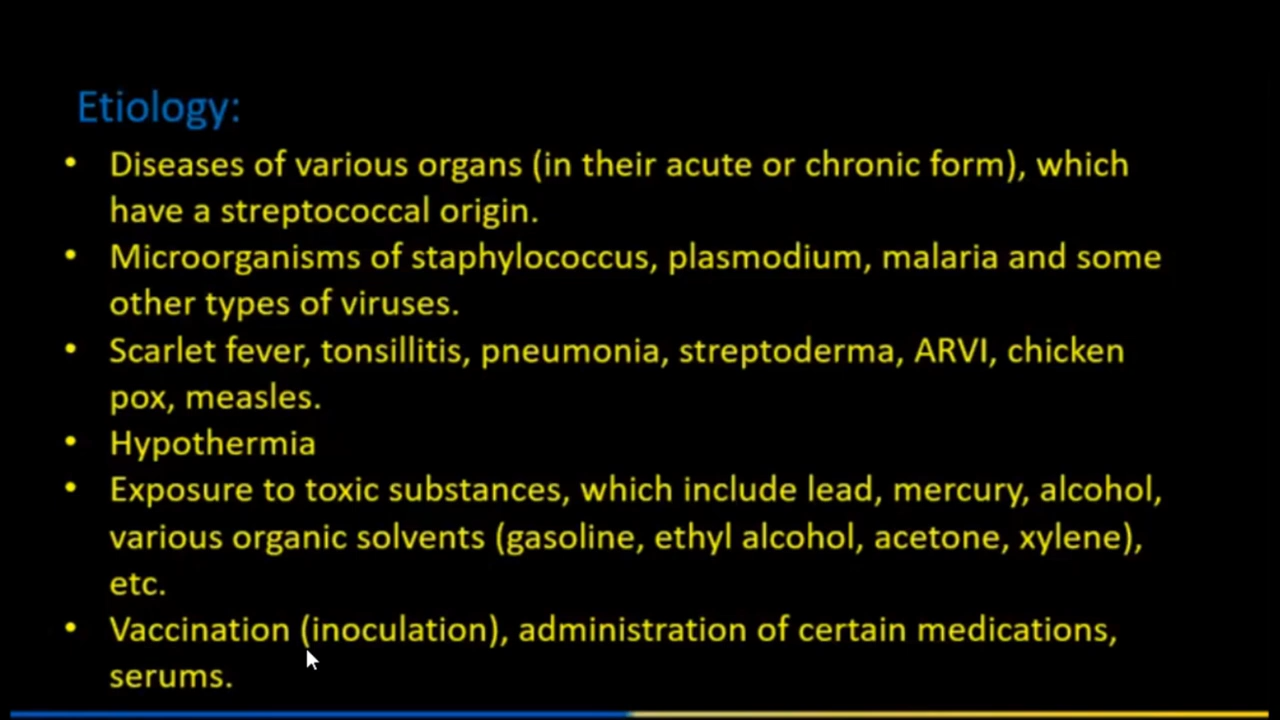 Etiology:
• Diseases of various organs (in their acute or chronic form), which
have a streptococcal origin.
• Microorganisms of staphylococcus, plasmodium, malaria and some
other types of viruses.
• Scarlet fever, tonsillitis, pneumonia, streptoderma, ARVI, chicken
pox, measles.
• Hypothermia
• Exposure to toxic substances, which include lead, mercury, alcohol,
various organic solvents (gasoline, ethyl alcohol, acetone, xylene),
etc.
• Vaccination (inoculation), administration of certain medications,
serums.